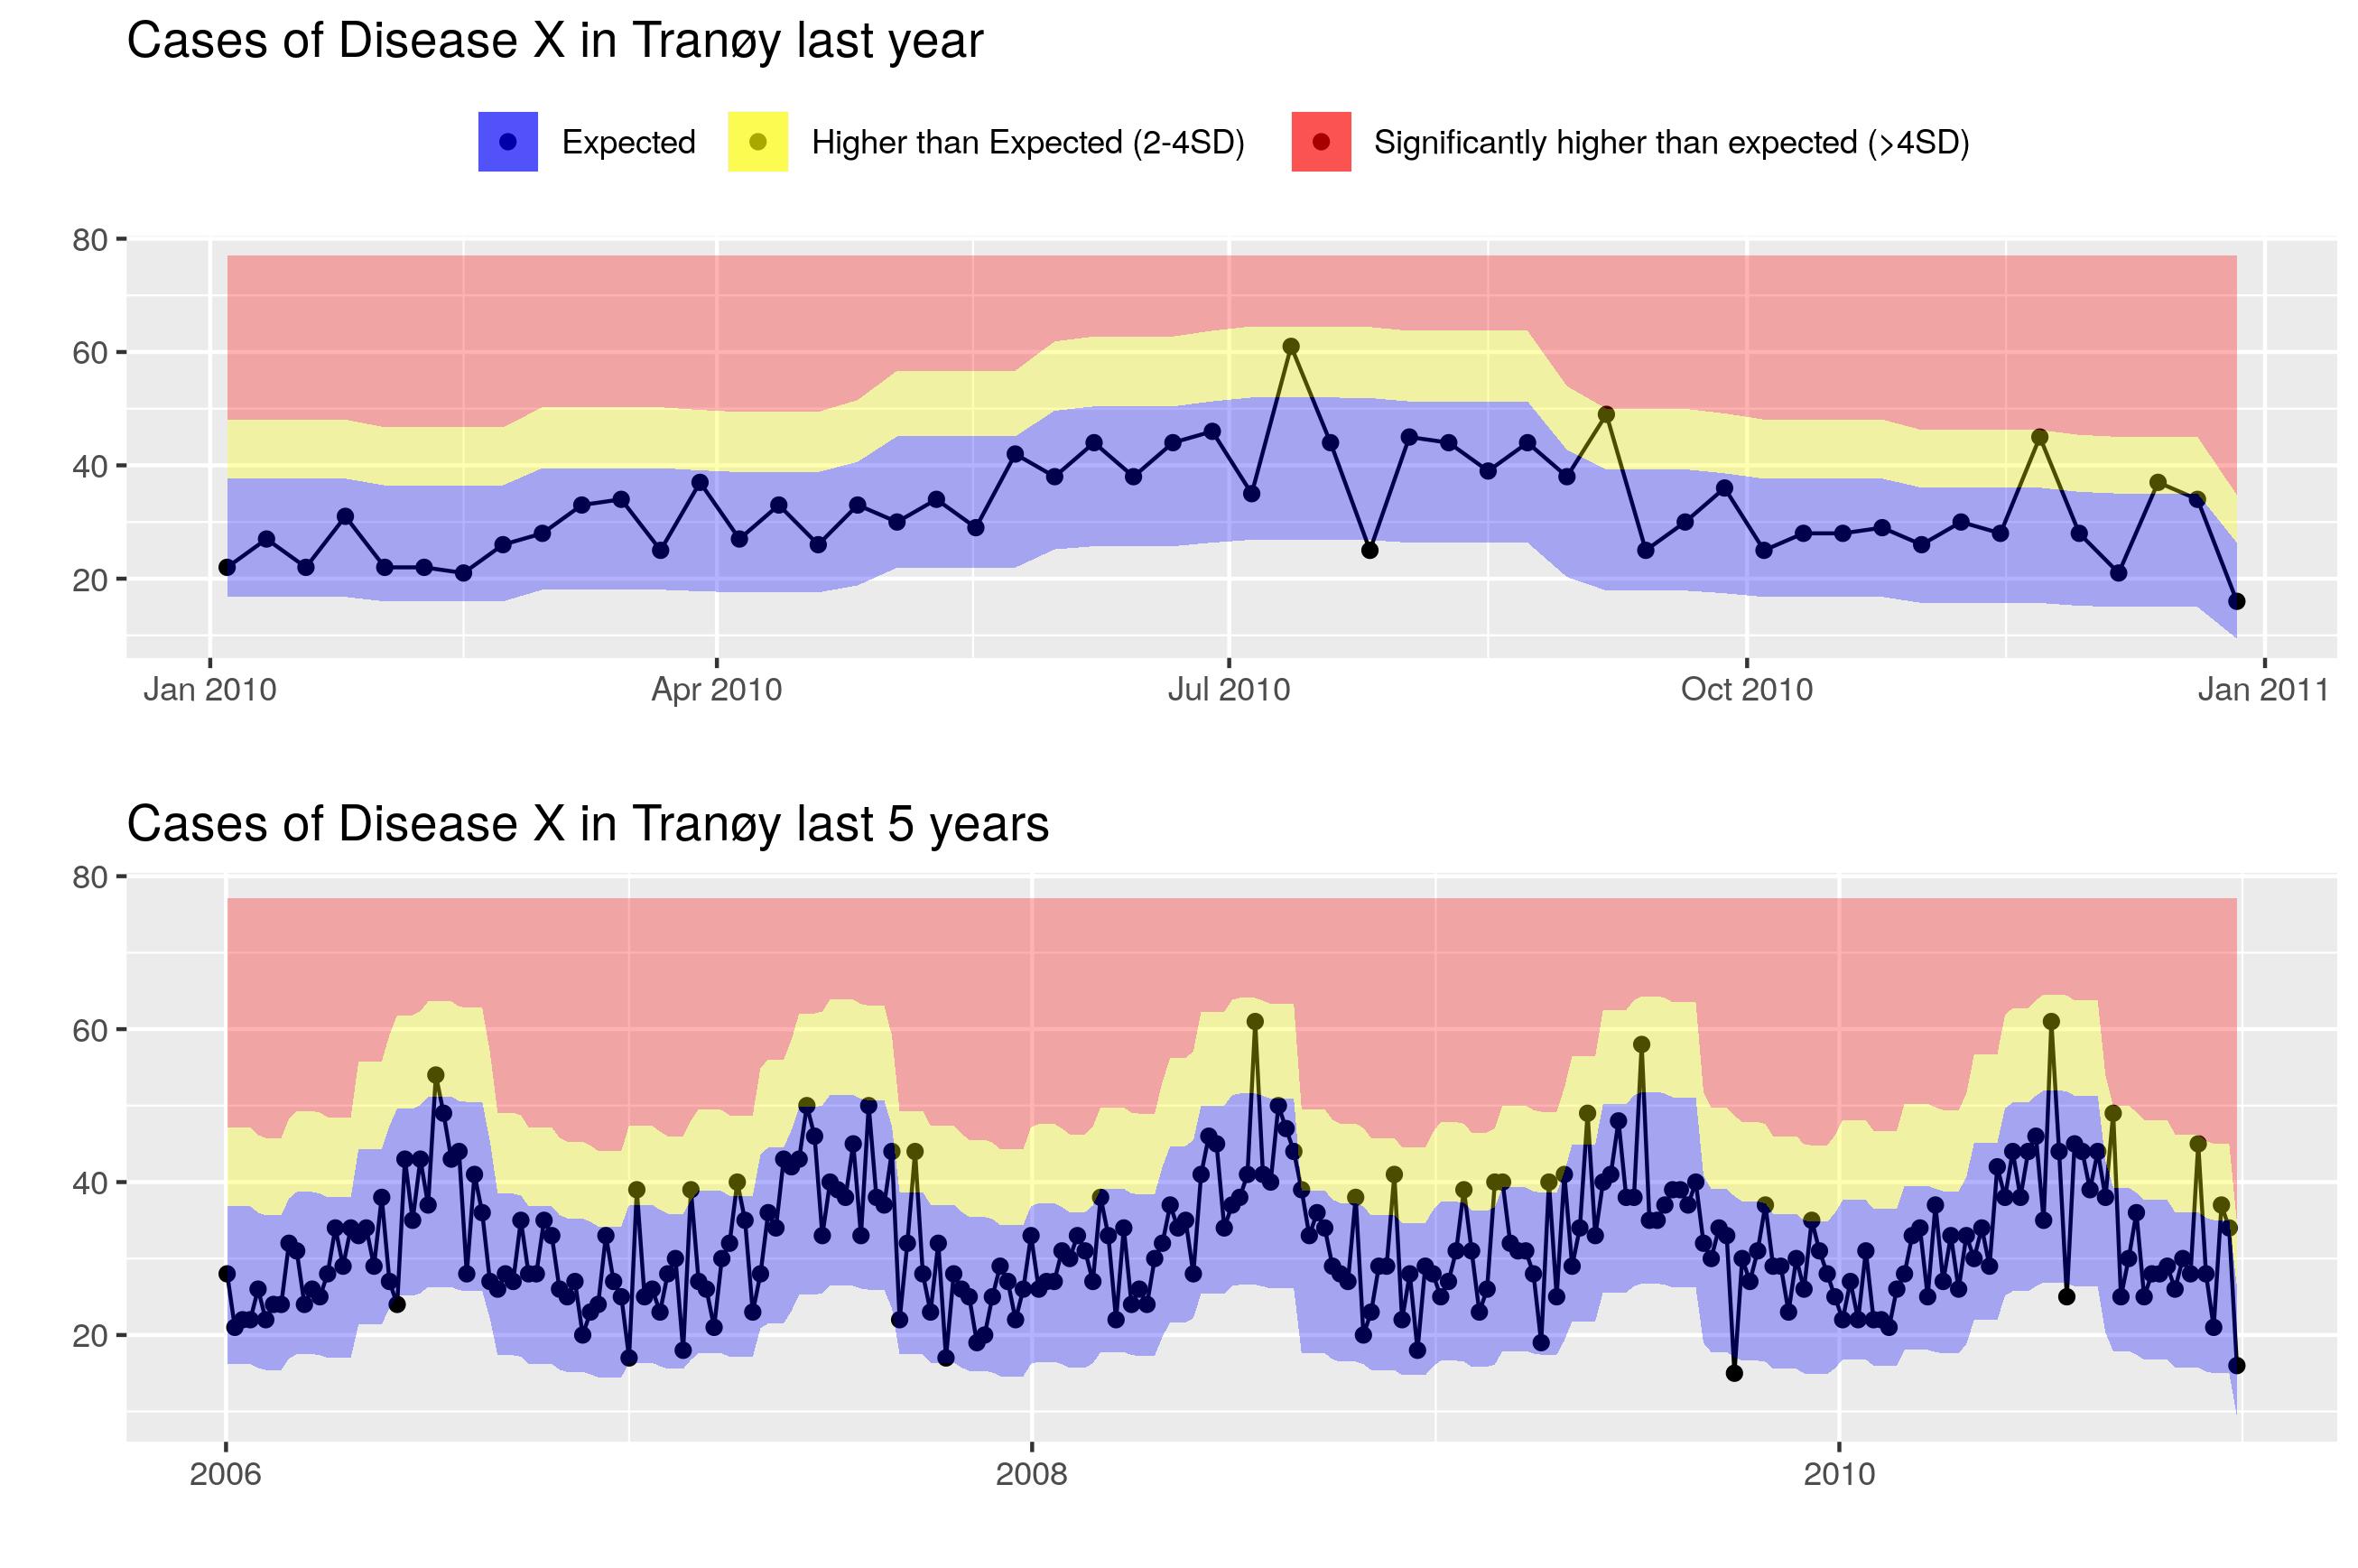 Cases of Disease X in Tranøy last year
Expected Higher than Expected (2-4SD) Significantly higher than expected (>4SD)
80
60
40
20
Jan 2010 Apr 2010 Jul 2010 Oct 2010 Jan 2011
Cases of Disease X in Tranøy last 5 years
80
60
40
20
2006 2008 2010